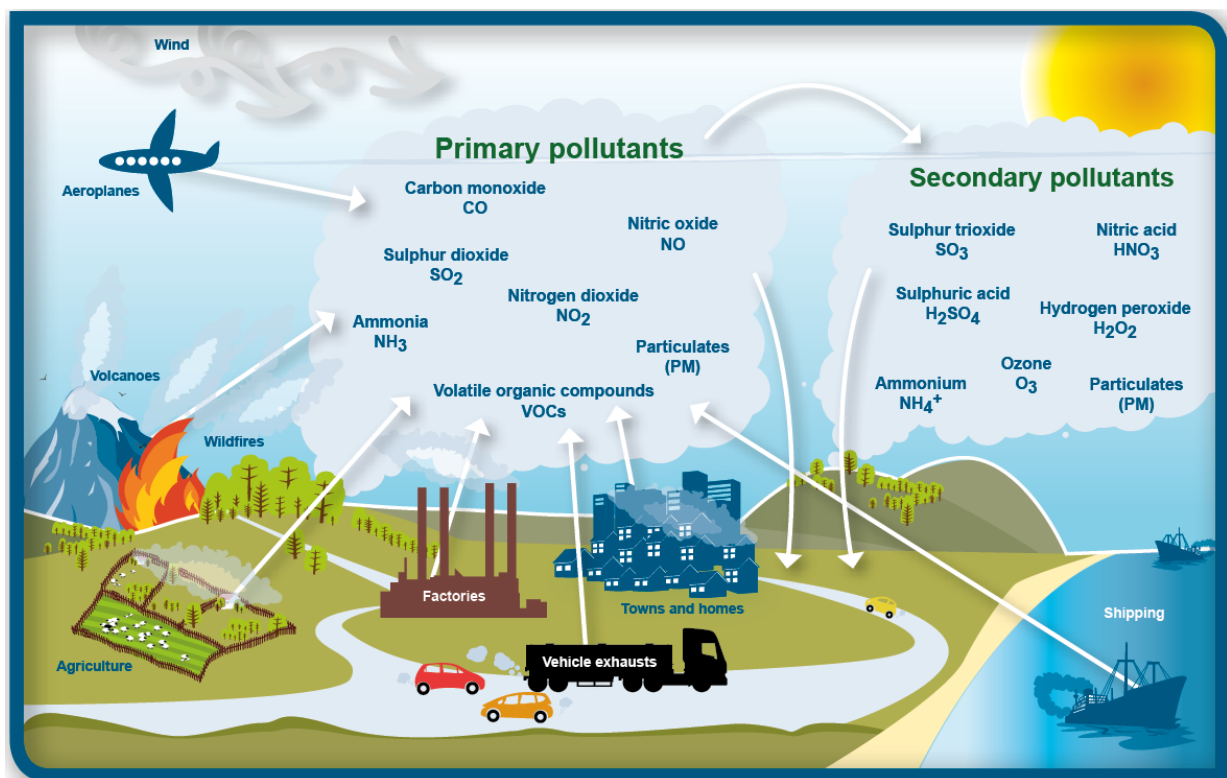 Wind
Aeroplanes
Primary pollutants
Carbon monoxide
CO
Nitric oxide
NO
Sulphur dioxide
SO2
Nitrogen dioxide
NO2
Ammonia
NH3
Particulates
(PM)
Volatile organic compounds
VOCs
Secondary pollutants
Sulphur trioxide
SO3
Nitric acid
HNO3
Sulphuric acid
H2SO4
Hydrogen peroxide
H2O2
Ozone
O3
Ammonium
NH4+
Particulates
(PM)
Volcanoes
Wildfires
Agriculture
Factories
Towns and homes
Vehicle exhausts
Shipping